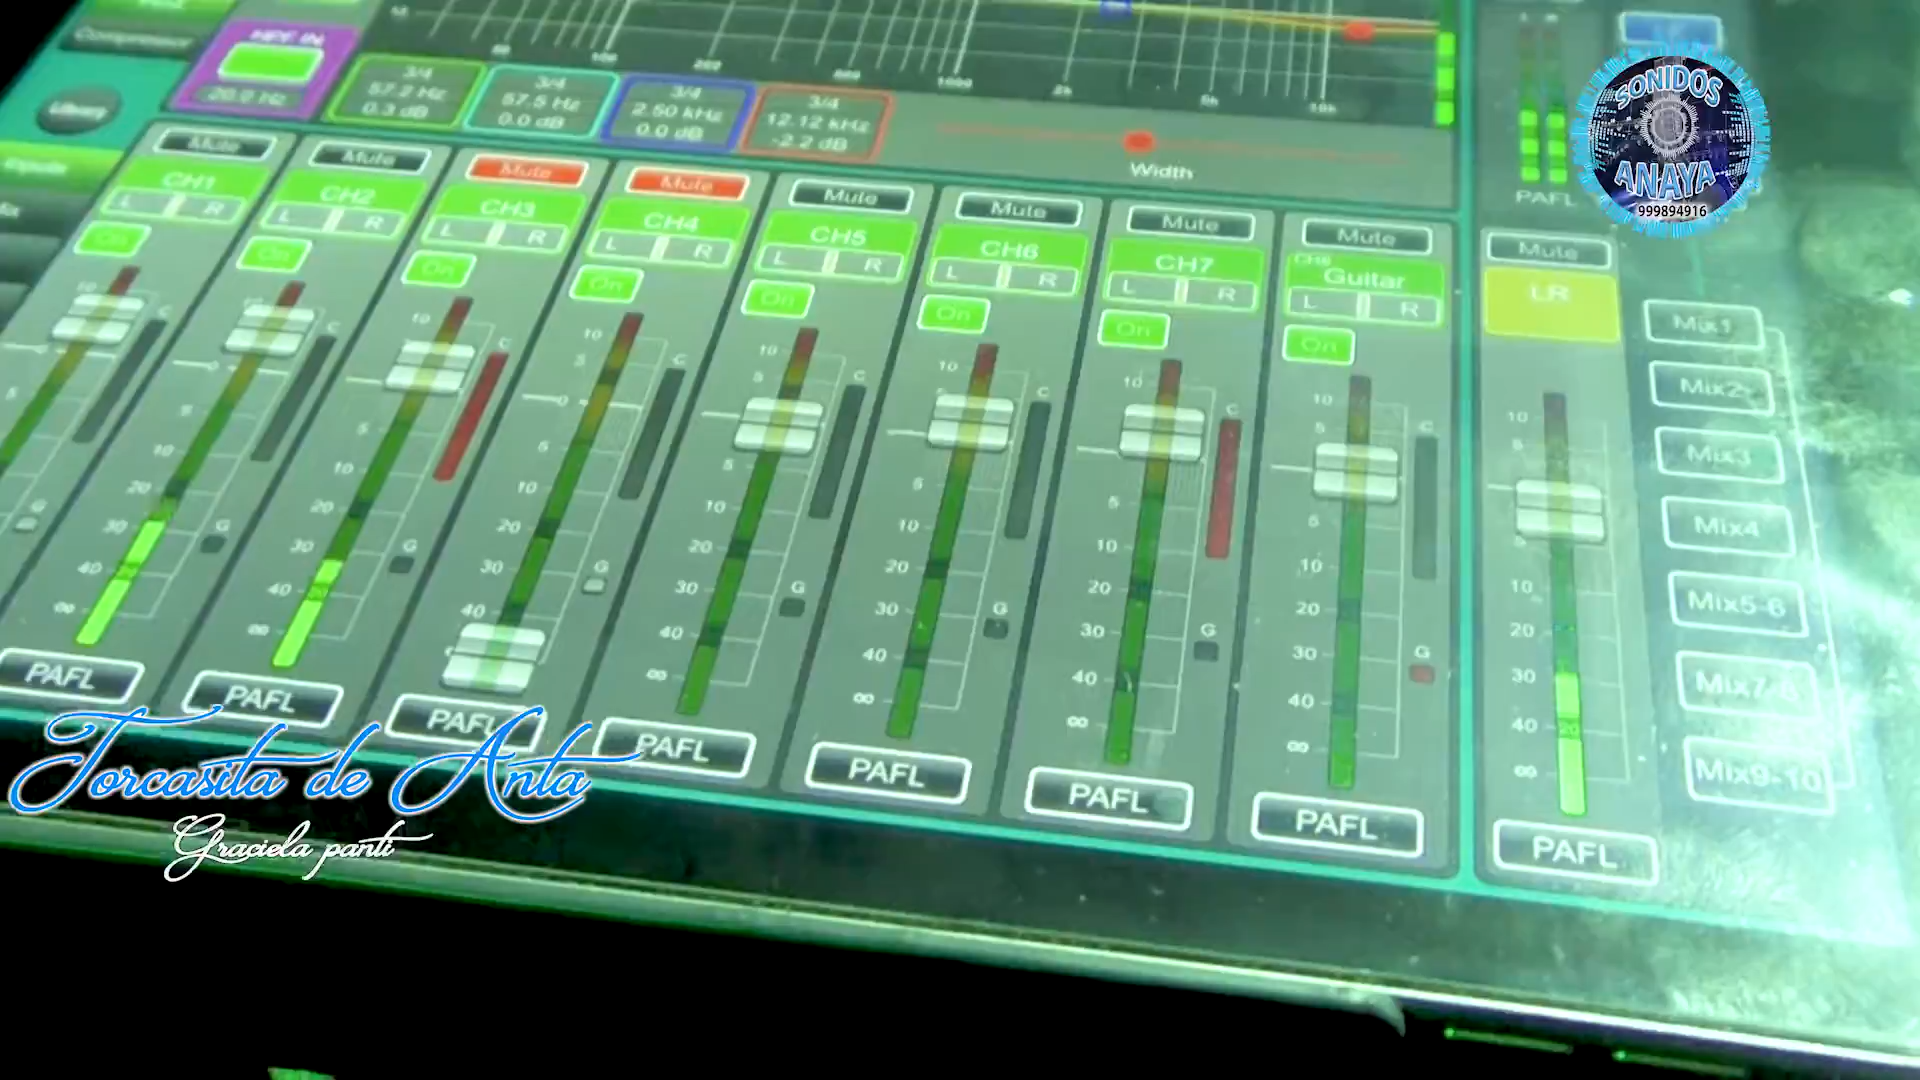 Compressor
Library
HPF IN
20.0 Hz
3/4
57.2 Hz
0.3 dB
3/4
57.5 Hz
0.0 dB
3/4
2.50 kHz
0.0 dB
3/4
12.12 kHz
-2.2 dB
Width
PAFL
SONIDOS
ANAYA
999894916
Mute Mute Mute Mute Mute Mute Mute Mute Mute
CH1 CH2 CH3 CH4 CH5 CH6 CH7 CH8 Guitar LR
L R L R L R L R L R L R L R L R
On On On On On On On On
Mix1
Mix2
Mix3
Mix4
Mix5-6
Mix7-8
Mix9-10
PAFL PAFL PAFL PAFL PAFL PAFL PAFL PAFL
Torcasita de Anta
Graciela panti